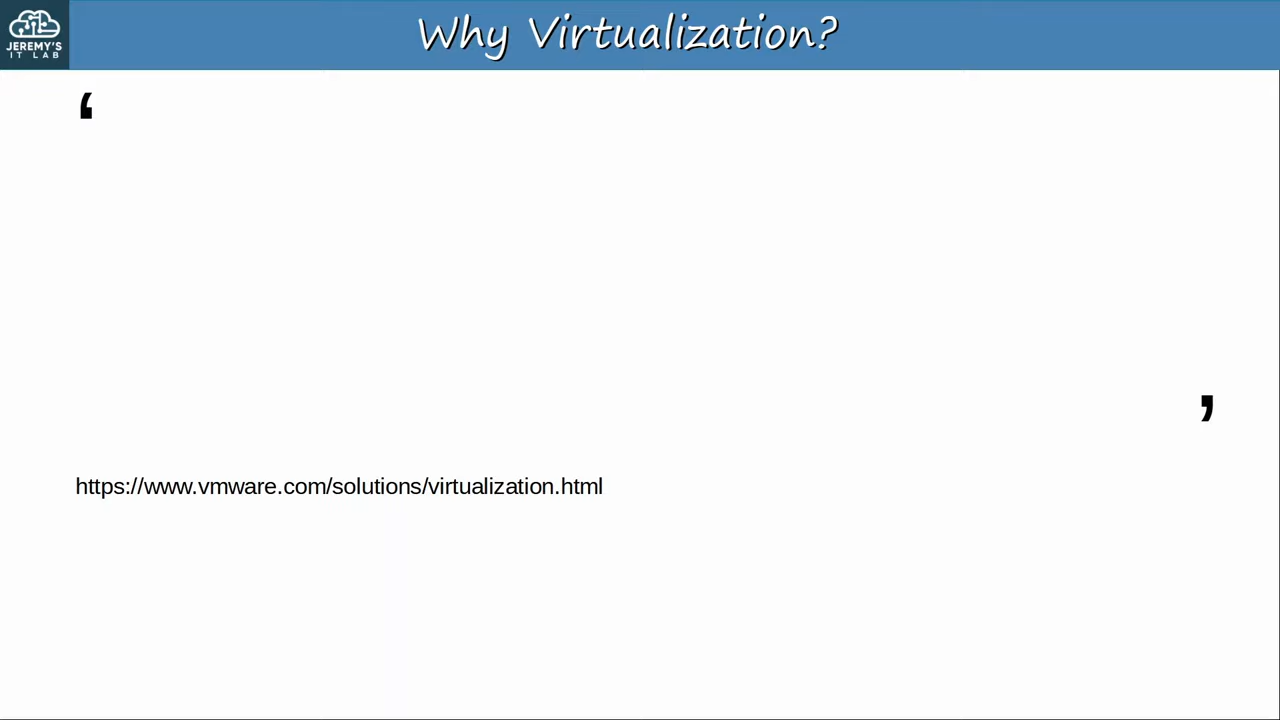 JEREMY'S
IT LAB
Why Virtualization?
‘
’
https://www.vmware.com/solutions/virtualization.html